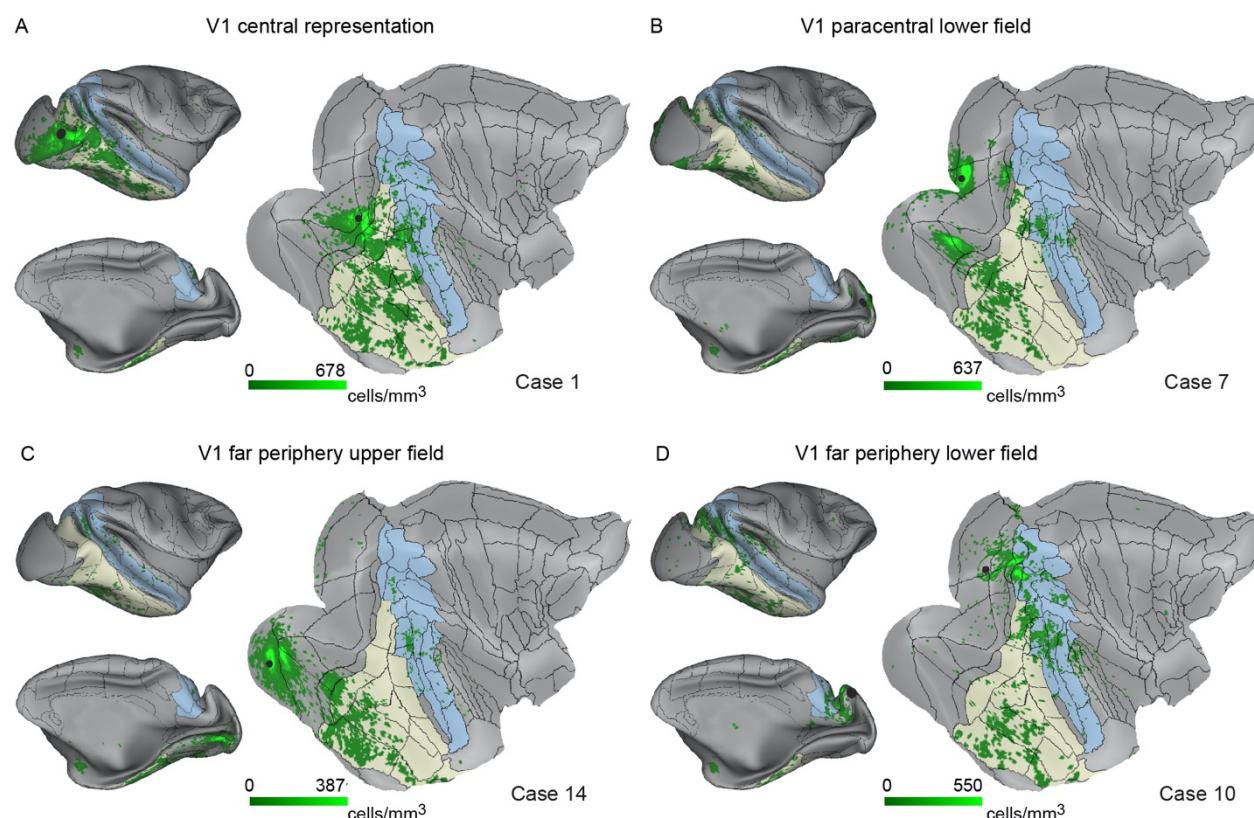 A V1 central representation
B V1 paracentral lower field
0 678
cells/mm³
Case 1
0 637
cells/mm³
Case 7
C V1 far periphery upper field
D V1 far periphery lower field
0 387
cells/mm³
Case 14
0 550
cells/mm³
Case 10